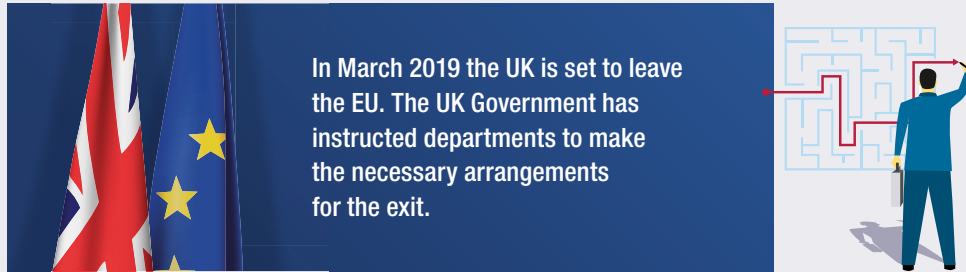 In March 2019 the UK is set to leave
the EU. The UK Government has
instructed departments to make
the necessary arrangements
for the exit.